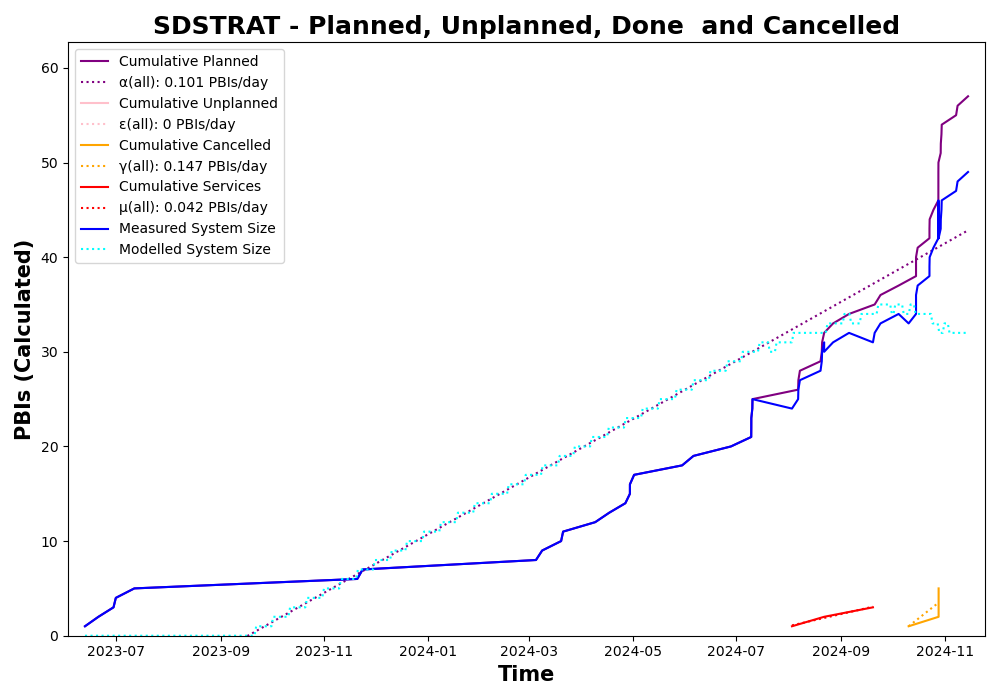 SDSTRAT - Planned, Unplanned, Done  and Cancelled
Cumulative Planned
α(all): 0.101 PBIs/day
Cumulative Unplanned
ε(all): 0 PBIs/day
Cumulative Cancelled
γ(all): 0.147 PBIs/day
Cumulative Services
μ(all): 0.042 PBIs/day
Measured System Size
Modelled System Size
PBIs (Calculated)
60
50
40
30
20
10
0
2023-07 2023-09 2023-11 2024-01 2024-03 2024-05 2024-07 2024-09 2024-11
Time